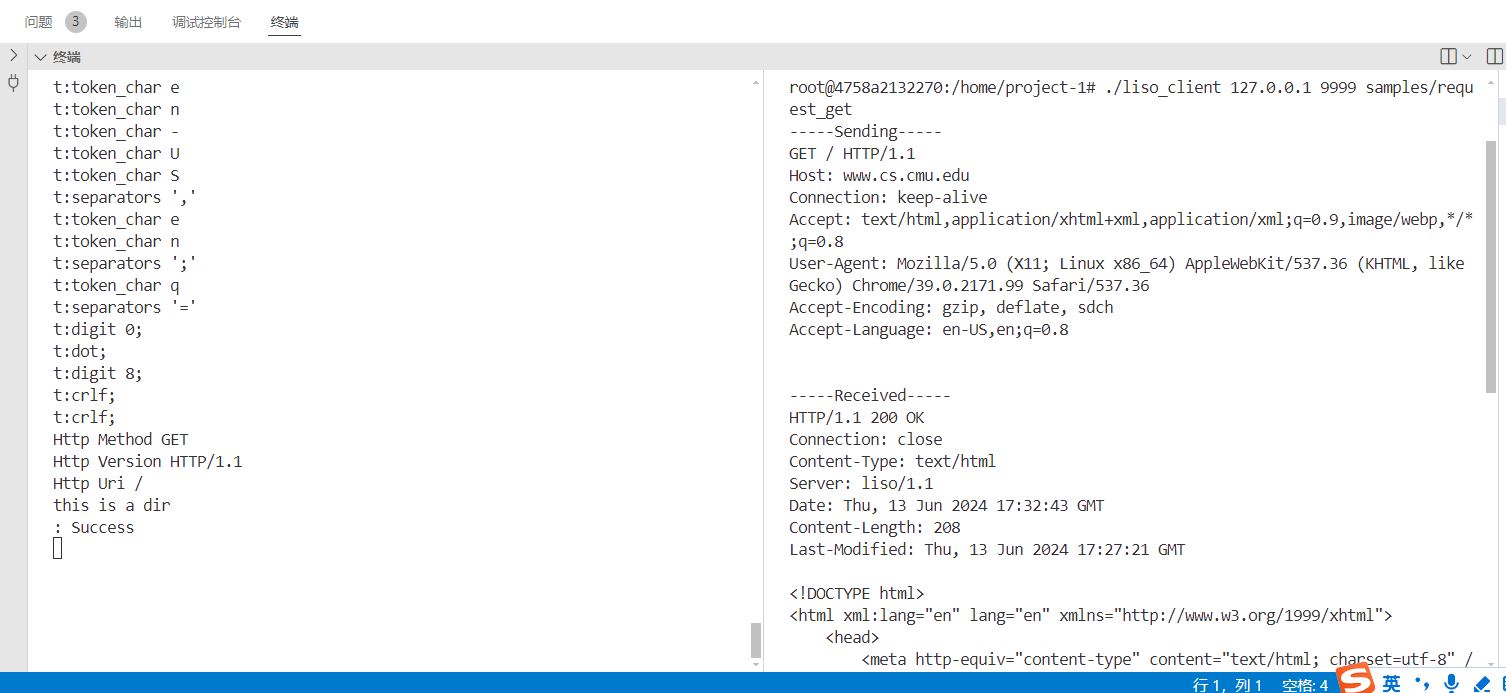 问题 3 输出 调试控制台 终端
终端
t:token_char e
t:token_char n
t:token_char -
t:token_char U
t:token_char S
t:separators ','
t:token_char e
t:token_char n
t:separators ';'
t:token_char q
t:separators '='
t:digit 0;
t:dot;
t:digit 8;
t:crlf;
t:crlf;
Http Method GET
Http Version HTTP/1.1
Http Uri /
this is a dir
: Success
root@4758a2132270:/home/project-1# ./liso_client 127.0.0.1 9999 samples/requ
est_get
-----Sending-----
GET / HTTP/1.1
Host: www.cs.cmu.edu
Connection: keep-alive
Accept: text/html,application/xhtml+xml,application/xml;q=0.9,image/webp,*/*
;q=0.8
User-Agent: Mozilla/5.0 (X11; Linux x86_64) AppleWebKit/537.36 (KHTML, like
Gecko) Chrome/39.0.2171.99 Safari/537.36
Accept-Encoding: gzip, deflate, sdch
Accept-Language: en-US,en;q=0.8
-----Received-----
HTTP/1.1 200 OK
Connection: close
Content-Type: text/html
Server: liso/1.1
Date: Thu, 13 Jun 2024 17:32:43 GMT
Content-Length: 208
Last-Modified: Thu, 13 Jun 2024 17:27:21 GMT
<!DOCTYPE html>
<html xml:lang="en" lang="en" xmlns="http://www.w3.org/1999/xhtml">
<head>
<meta http-equiv="content-type" content="text/html; charset=utf-8" /
行 1，列 1 空格: 4 S 英